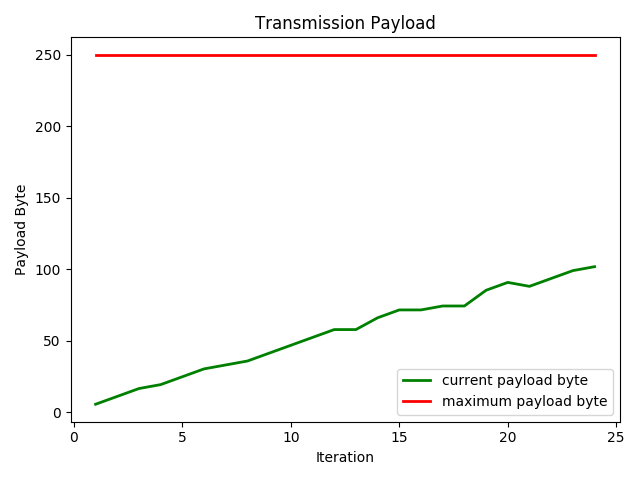 Transmission Payload
250
200
150
100
50
0
Payload Byte
current payload byte
maximum payload byte
0 5 10 15 20 25
Iteration